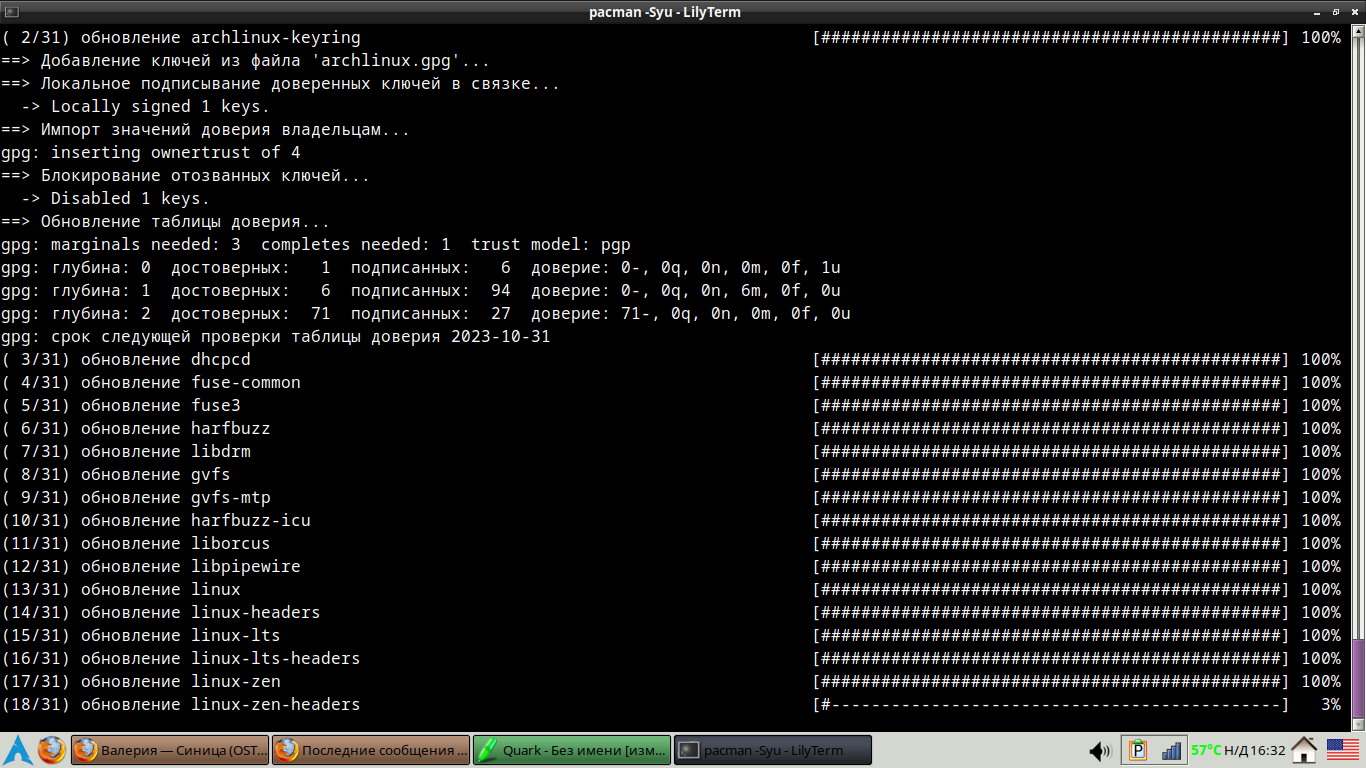 pacman -Syu - LilyTerm
( 2/31) обновление archlinux-keyring [##############################################] 100%
==> Добавление ключей из файла 'archlinux.gpg'...
==> Локальное подписывание доверенных ключей в связке...
  -> Locally signed 1 keys.
==> Импорт значений доверия владельцам...
gpg: inserting ownertrust of 4
==> Блокирование отозванных ключей...
  -> Disabled 1 keys.
==> Обновление таблицы доверия...
gpg: marginals needed: 3  completes needed: 1  trust model: pgp
gpg: глубина: 0  достоверных:   1  подписанных:   6  доверие: 0-, 0q, 0n, 0m, 0f, 1u
gpg: глубина: 1  достоверных:   6  подписанных:  94  доверие: 0-, 0q, 0n, 6m, 0f, 0u
gpg: глубина: 2  достоверных:  71  подписанных:  27  доверие: 71-, 0q, 0n, 0m, 0f, 0u
gpg: срок следующей проверки таблицы доверия 2023-10-31
( 3/31) обновление dhcpcd [##############################################] 100%
( 4/31) обновление fuse-common [##############################################] 100%
( 5/31) обновление fuse3 [##############################################] 100%
( 6/31) обновление harfbuzz [##############################################] 100%
( 7/31) обновление libdrm [##############################################] 100%
( 8/31) обновление gvfs [##############################################] 100%
( 9/31) обновление gvfs-mtp [##############################################] 100%
(10/31) обновление harfbuzz-icu [##############################################] 100%
(11/31) обновление liborcus [##############################################] 100%
(12/31) обновление libpipewire [##############################################] 100%
(13/31) обновление linux [##############################################] 100%
(14/31) обновление linux-headers [##############################################] 100%
(15/31) обновление linux-lts [##############################################] 100%
(16/31) обновление linux-lts-headers [##############################################] 100%
(17/31) обновление linux-zen [##############################################] 100%
(18/31) обновление linux-zen-headers [#---------------------------------------------] 3%
Валерия — Синица (OST... Последние сообщения ... Quark - Без имени [изм... pacman -Syu - LilyTerm P 57°C Н/Д 16:32